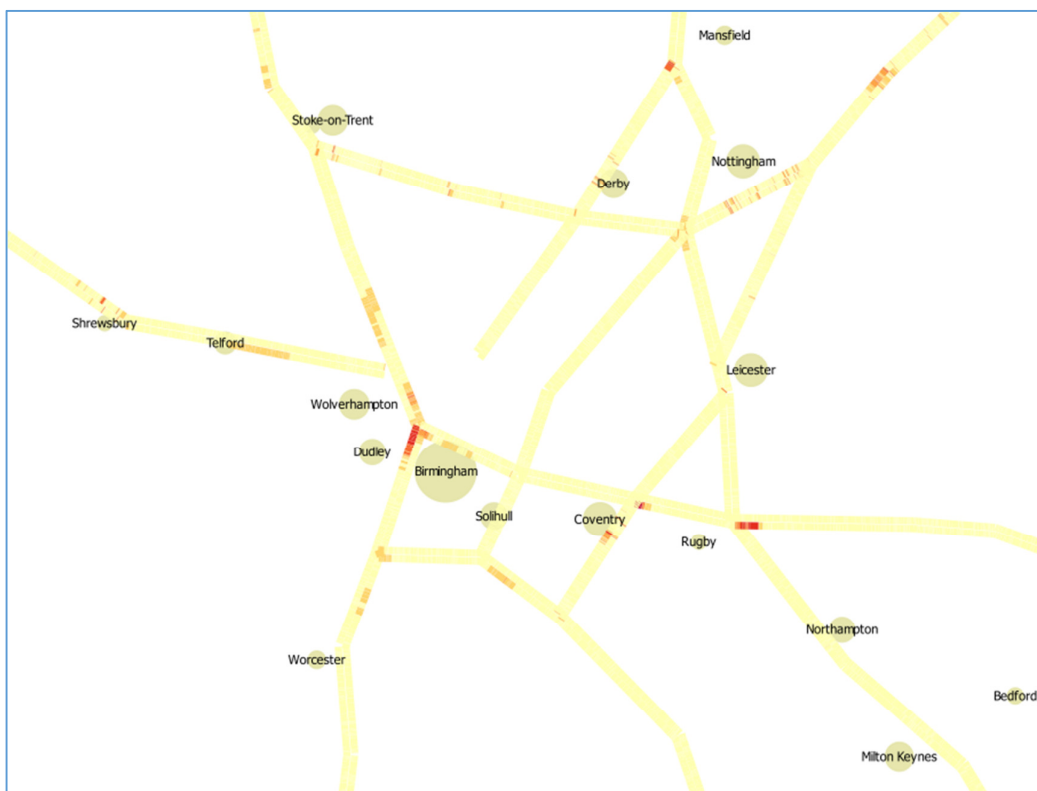 Mansfield
Stoke-on-Trent
Nottingham
Derby
Shrewsbury
Telford
Leicester
Wolverhampton
Dudley
Birmingham
Solihull
Coventry
Rugby
Northampton
Worcester
Bedford
Milton Keynes